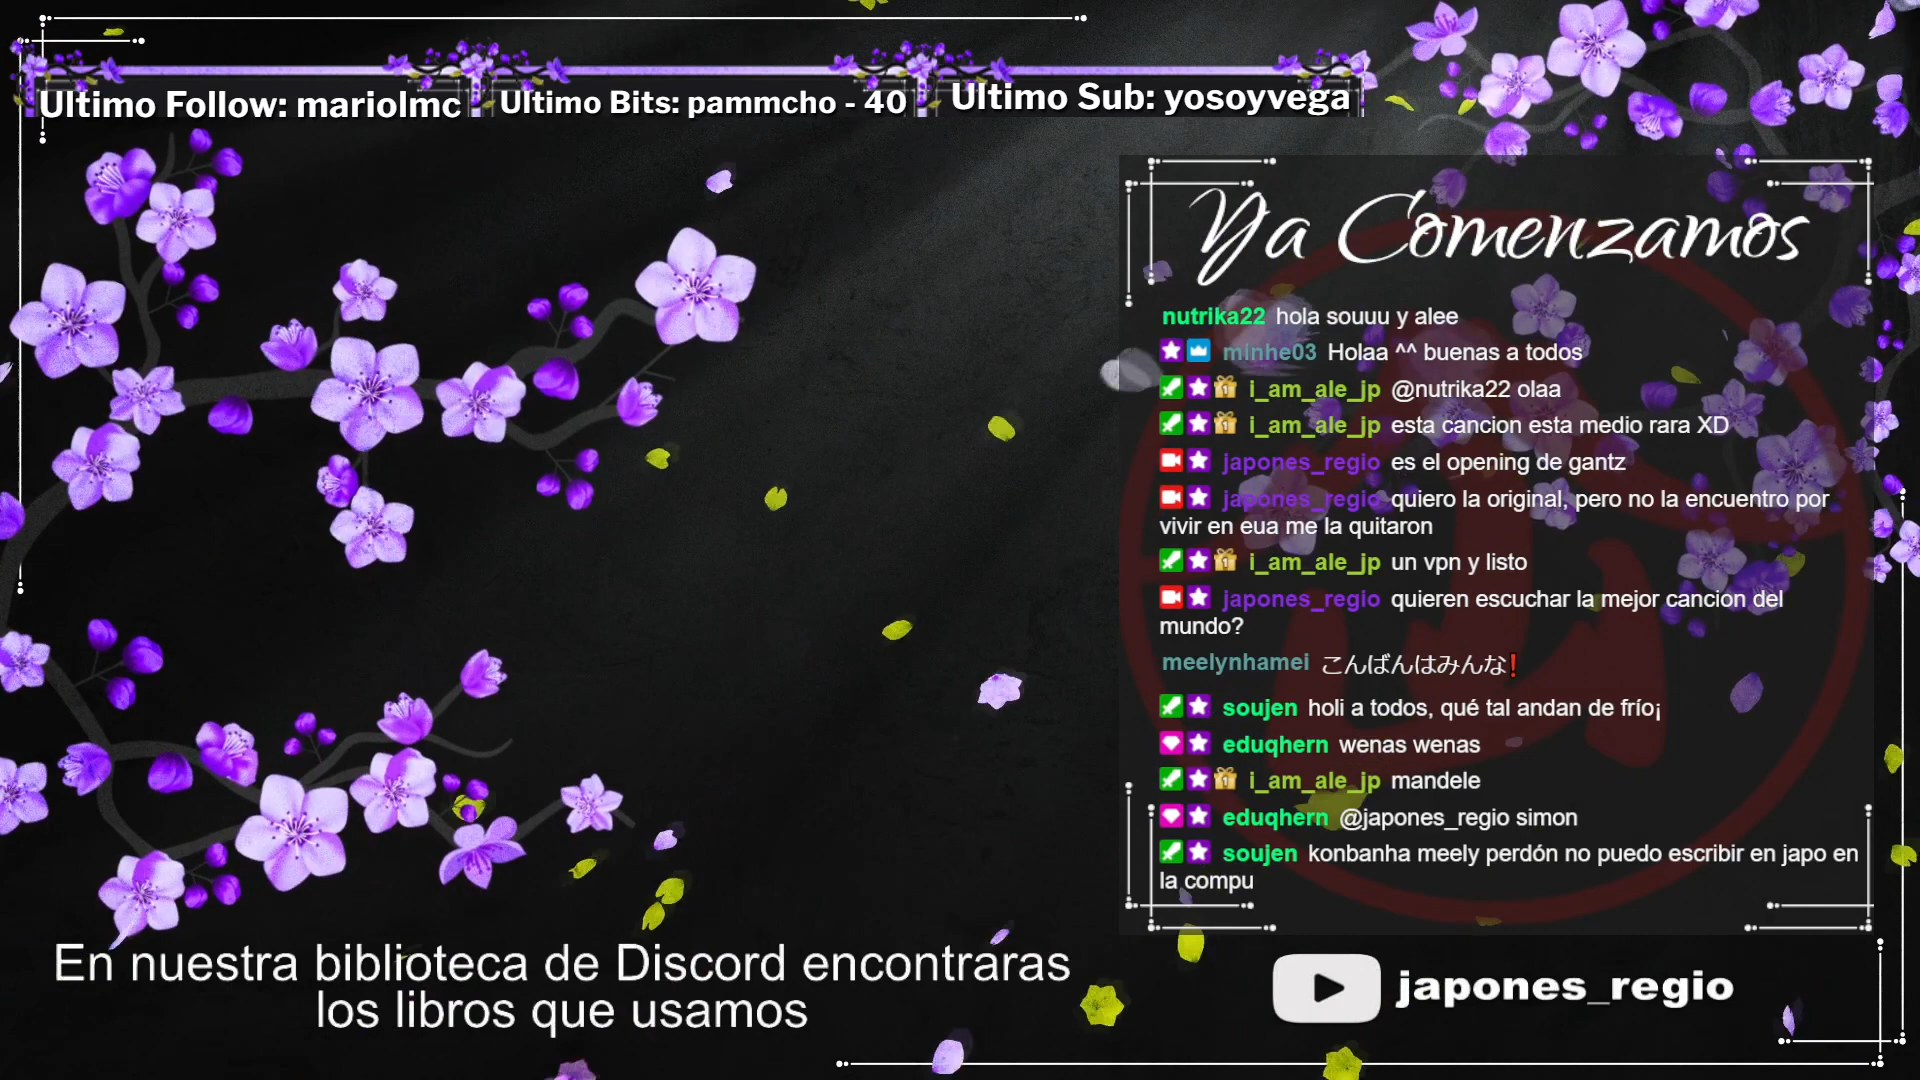 Ultimo Follow: mariolmc
Ultimo Bits: pammcho - 40
Ultimo Sub: yosoyvega
Ya Comenzamos
nutrika22 hola souuu y alee
minhe03 Holaa ^^ buenas a todos
i_am_ale_jp @nutrika22 olaa
i_am_ale_jp esta cancion esta medio rara XD
japones_regio es el opening de gantz
japones_regio quiero la original, pero no la encuentro por
vivir en eua me la quitaron
i_am_ale_jp un vpn y listo
japones_regio quieren escuchar la mejor cancion del
mundo?
meelynhamei こんばんはみんな❗
soujen holi a todos, qué tal andan de frío¡
eduqhern wenas wenas
i_am_ale_jp mandele
eduqhern @japones_regio simon
soujen konbanha meely perdón no puedo escribir en japo en
la compu
En nuestra biblioteca de Discord encontraras
los libros que usamos
japones_regio